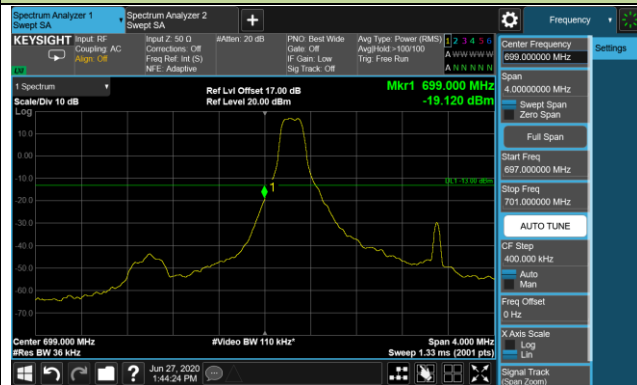 Spectrum Analyzer 1
Swept SA
Spectrum Analyzer 2
Swept SA
+
Frequency
KEYSIGHT
Input: RF
Coupling: AC
Align: Off
Input Z: 50 Ω
Corrections: Off
Freq Ref: Int (S)
NFE: Adaptive
#Atten: 20 dB
PNO: Best Wide
Gate: Off
IF Gain: Low
Sig Track: Off
Avg Type: Power (RMS)
Avg|Hold >100/100
Trig: Free Run
1 2 3 4 5 6
A W W W W W
A N N N N N
LW
1 Spectrum
Scale/Div 10 dB
Ref Lvl Offset 17.00 dB
Ref Level 20.00 dBm
Mkr1 699.000 MHz
-19.120 dBm
Log
10.0
0.00
-10.0
-20.0
-30.0
-40.0
-50.0
-60.0
-70.0
DL1 -13.00 dBm
1
Center 699.000 MHz
#Res BW 36 kHz
#Video BW 110 kHz*
Span 4.000 MHz
Sweep 1.33 ms (2001 pts)
Center Frequency
699.000000 MHz
Settings
Span
4.00000000 MHz
Swept Span
Zero Span
Full Span
Start Freq
697.000000 MHz
Stop Freq
701.000000 MHz
AUTO TUNE
CF Step
400.000 kHz
Auto
Man
Freq Offset
0 Hz
X Axis Scale
Log
Lin
Signal Track
(Span Zoom)
?
Jun 27, 2020
1:44:24 PM